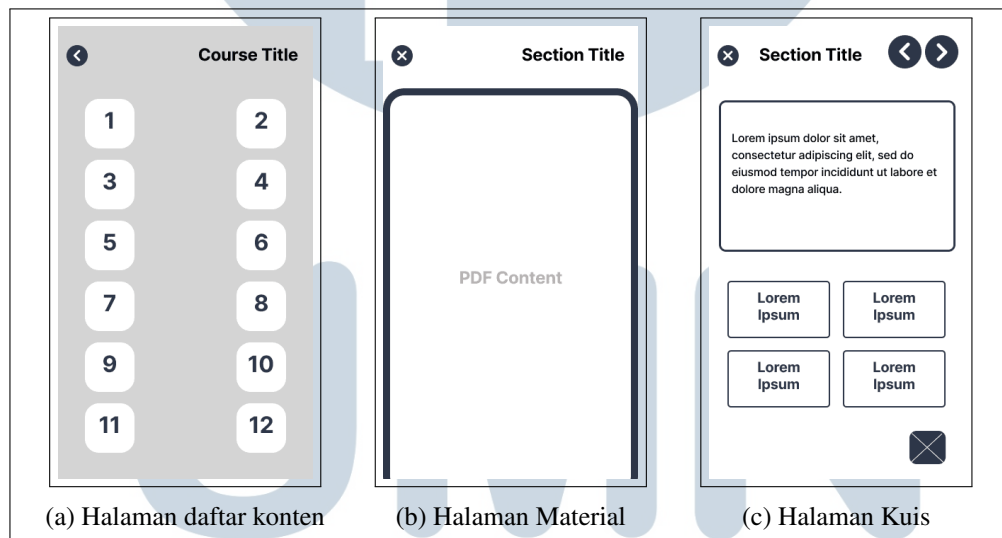 Course Title
1 2
3 4
5 6
7 8
9 10
11 12
(a) Halaman daftar konten
Section Title
PDF Content
(b) Halaman Material
Section Title
Lorem ipsum dolor sit amet,
consectetur adipiscing elit, sed do
eiusmod tempor incididunt ut labore et
dolore magna aliqua.
Lorem
Ipsum
Lorem
Ipsum
Lorem
Ipsum
Lorem
Ipsum
(c) Halaman Kuis